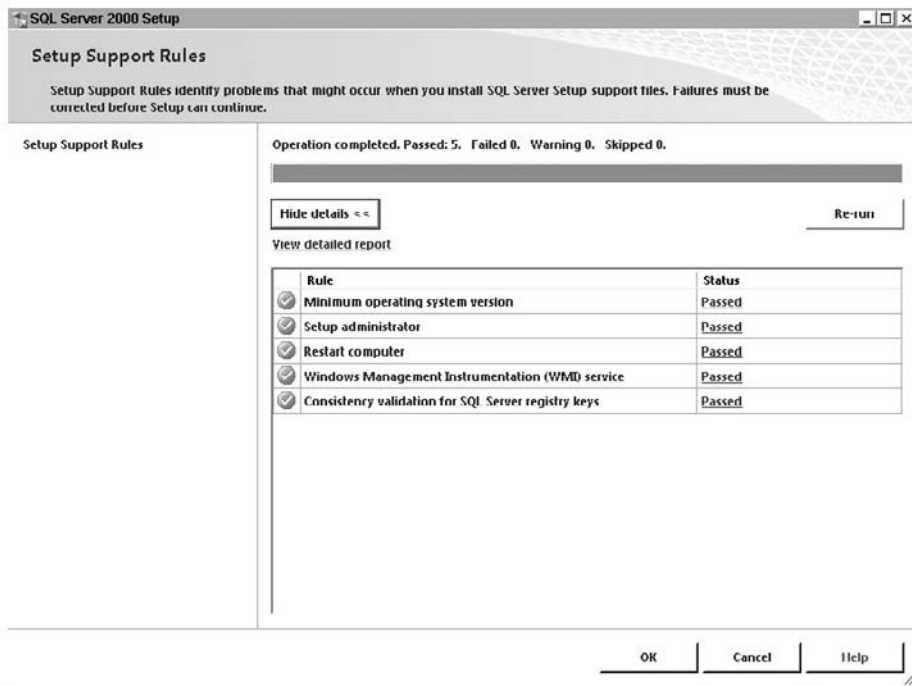 SQL Server 2000 Setup
Setup Support Rules
Setup Support Rules identify problems that might occur when you install SQL Server Setup support files. Failures must be
corrected before Setup can continue.
Setup Support Rules
Operation completed. Passed: 5. Failed 0. Warning 0. Skipped 0.
Hide details <<
Re-run
View detailed report
Rule Status
Minimum operating system version Passed
Setup administrator Passed
Restart computer Passed
Windows Management Instrumentation (WMI) service Passed
Consistency validation for SQL Server registry keys Passed
OK Cancel Help